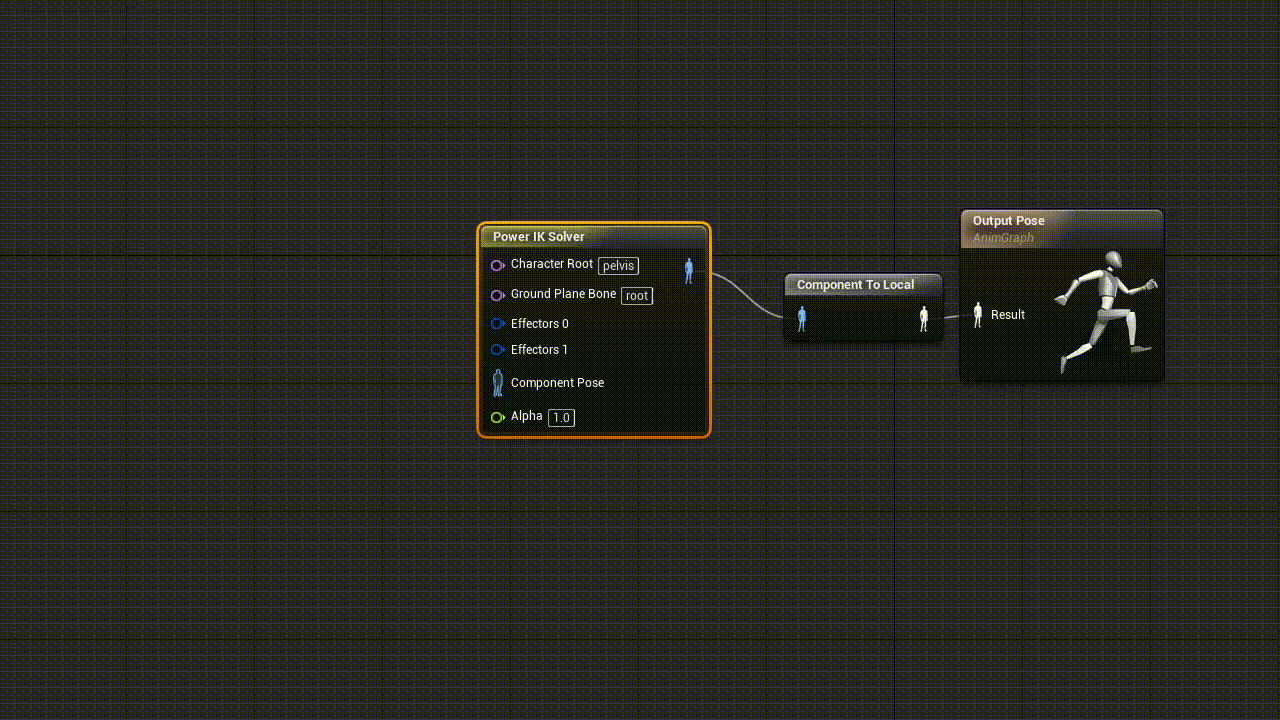 Power IK Solver
Character Root pelvis
Ground Plane Bone root
Effectors 0
Effectors 1
Component Pose
Alpha 1.0
Component To Local
Output Pose
AnimGraph
Result